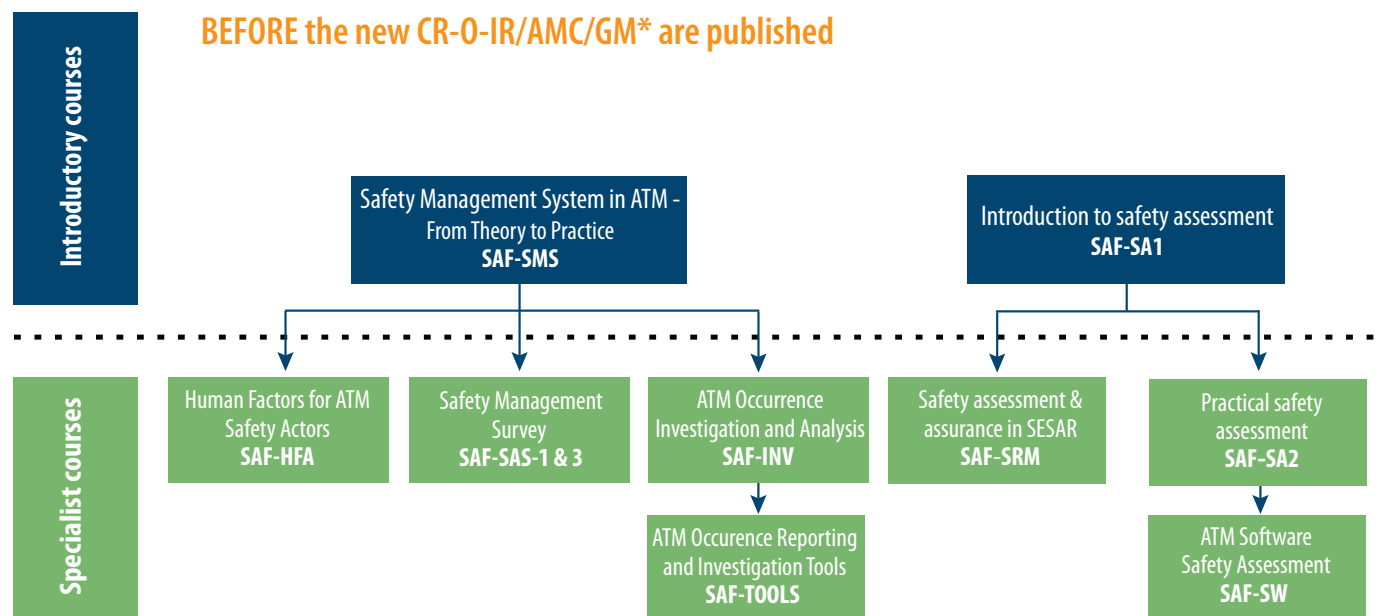 BEFORE the new CR-O-IR/AMC/GM* are published
Introductory courses
Safety Management System in ATM -
From Theory to Practice
SAF-SMS
Introduction to safety assessment
SAF-SA1
Specialist courses
Human Factors for ATM
Safety Actors
SAF-HFA
Safety Management
Survey
SAF-SAS-1 & 3
ATM Occurrence
Investigation and Analysis
SAF-INV
Safety assessment &
assurance in SESAR
SAF-SRM
Practical safety
assessment
SAF-SA2
ATM Occurence Reporting
and Investigation Tools
SAF-TOOLS
ATM Software
Safety Assessment
SAF-SW